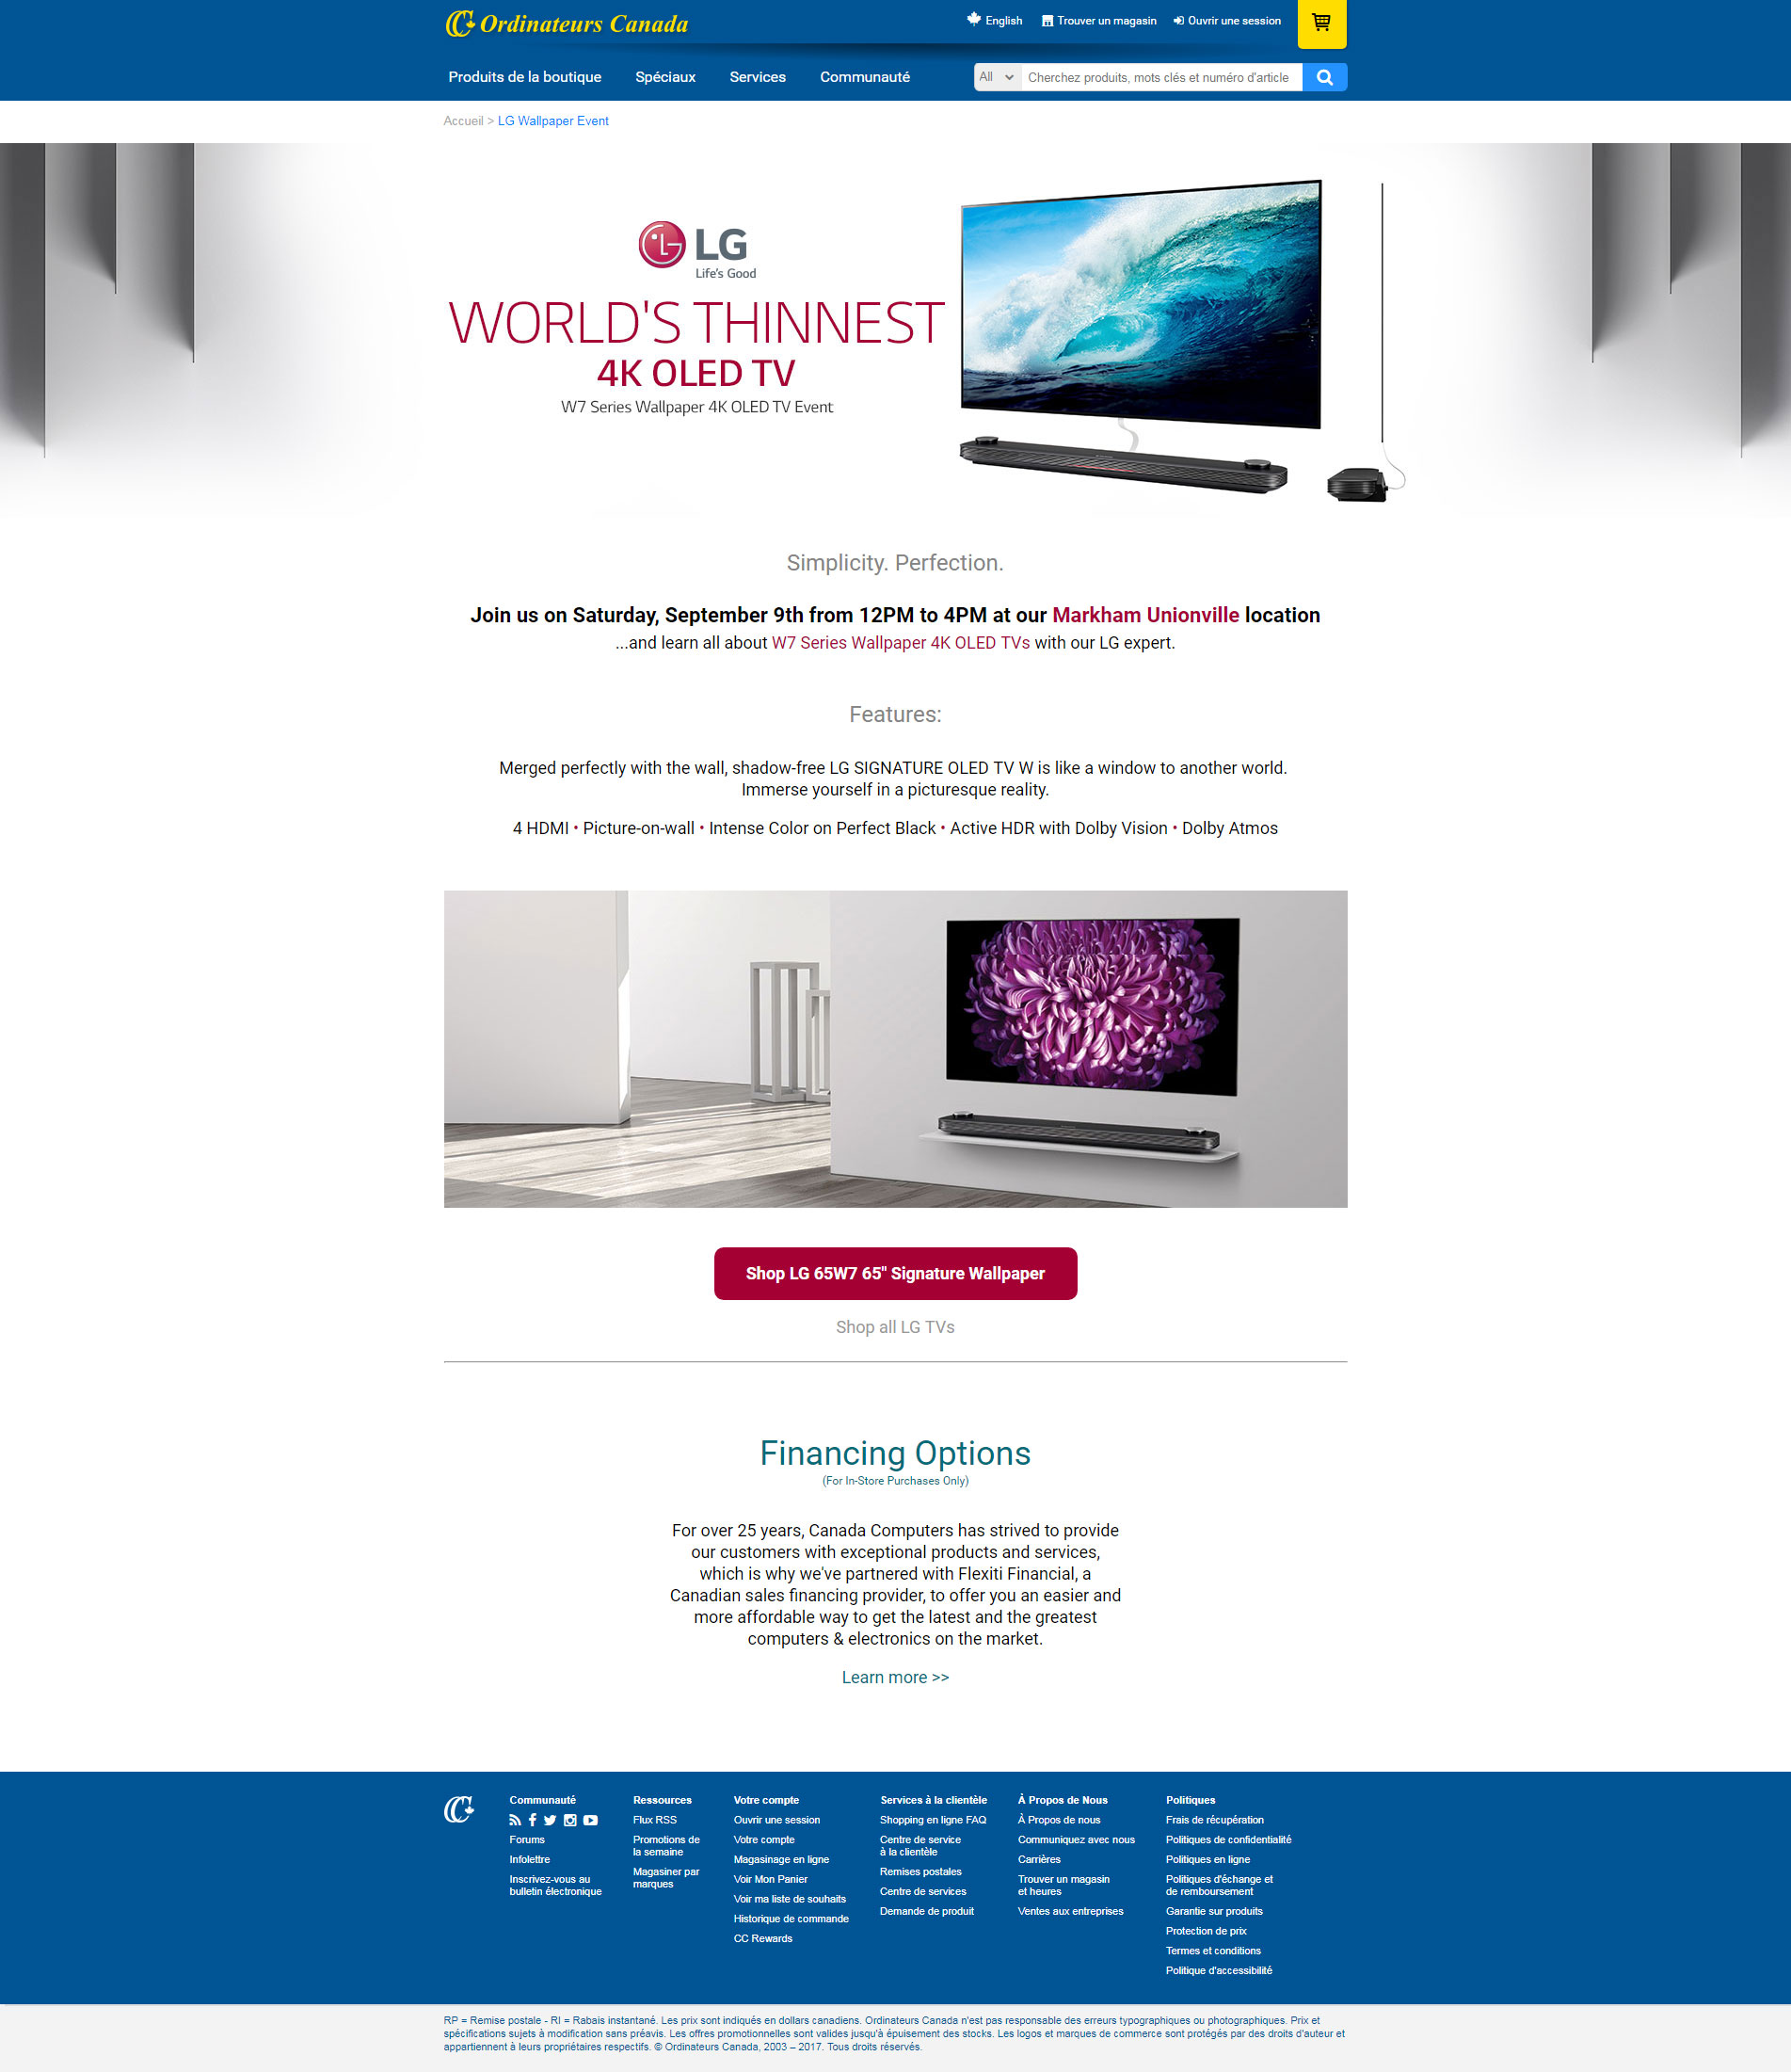 Ordinateurs Canada
English Trouver un magasin Ouvrir une session
Produits de la boutique Spéciaux Services Communauté
All Cherchez produits, mots clés et numéro d'article
Accueil > LG Wallpaper Event
LG
Life's Good
WORLD'S THINNEST
4K OLED TV
W7 Series Wallpaper 4K OLED TV Event
Simplicity. Perfection.
Join us on Saturday, September 9th from 12PM to 4PM at our Markham Unionville location
...and learn all about W7 Series Wallpaper 4K OLED TVs with our LG expert.
Features:
Merged perfectly with the wall, shadow-free LG SIGNATURE OLED TV W is like a window to another world.
Immerse yourself in a picturesque reality.
4 HDMI • Picture-on-wall • Intense Color on Perfect Black • Active HDR with Dolby Vision • Dolby Atmos
Shop LG 65W7 65" Signature Wallpaper
Shop all LG TVs
Financing Options
(For In-Store Purchases Only)
For over 25 years, Canada Computers has strived to provide
our customers with exceptional products and services,
which is why we've partnered with Flexiti Financial, a
Canadian sales financing provider, to offer you an easier and
more affordable way to get the latest and the greatest
computers & electronics on the market.
Learn more >>
Communauté
Forums
Infolettre
Inscrivez-vous au
bulletin électronique
Ressources
Flux RSS
Promotions de
la semaine
Magasiner par
marques
Votre compte
Ouvrir une session
Votre compte
Magasinage en ligne
Voir Mon Panier
Voir ma liste de souhaits
Historique de commande
CC Rewards
Services à la clientèle
Shopping en ligne FAQ
Centre de service
à la clientèle
Remises postales
Centre de services
Demande de produit
À Propos de Nous
À Propos de nous
Communiquez avec nous
Carrières
Trouver un magasin
et heures
Ventes aux entreprises
Politiques
Frais de récupération
Politiques de confidentialité
Politiques en ligne
Politiques d'échange et
de remboursement
Garantie sur produits
Protection de prix
Termes et conditions
Politique d'accessibilité
RP = Remise postale - RI = Rabais instantané. Les prix sont indiqués en dollars canadiens. Ordinateurs Canada n'est pas responsable des erreurs typographiques ou photographiques. Prix et
spécifications sujets à modification sans préavis. Les offres promotionnelles sont valides jusqu'à épuisement des stocks. Les logos et marques de commerce sont protégés par des droits d'auteur et
appartiennent à leurs propriétaires respectifs. © Ordinateurs Canada, 2003 – 2017. Tous droits réservés.